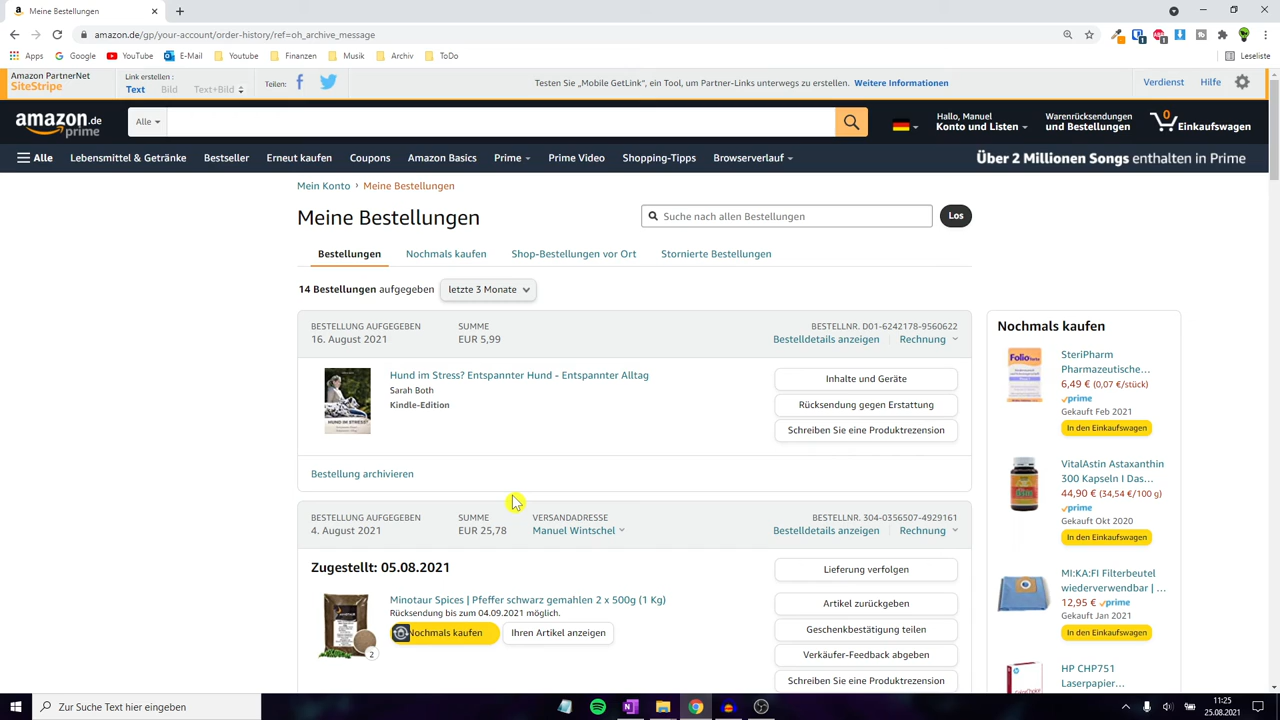 Meine Bestellungen
amazon.de/gp/your-account/order-history/ref=oh_archive_message
Apps Google YouTube E-Mail Youtube Finanzen Musik Archiv ToDo Leseliste
Amazon PartnerNet
SiteStripe
Link erstellen :
Text Bild Text+Bild
Teilen:
Testen Sie „Mobile GetLink“, ein Tool, um Partner-Links unterwegs zu erstellen. Weitere Informationen
Verdienst Hilfe
amazon.de
prime
Alle
Hallo, Manuel
Konto und Listen
Warenrücksendungen
und Bestellungen
0
Einkaufswagen
Alle Lebensmittel & Getränke Bestseller Erneut kaufen Coupons Amazon Basics Prime Prime Video Shopping-Tipps Browserverlauf
Über 2 Millionen Songs enthalten in Prime
Mein Konto › Meine Bestellungen
Meine Bestellungen
Suche nach allen Bestellungen
Los
Bestellungen Nochmals kaufen Shop-Bestellungen vor Ort Stornierte Bestellungen
14 Bestellungen aufgegeben letzte 3 Monate
BESTELLUNG AUFGEGEBEN
16. August 2021
SUMME
EUR 5,99
BESTELLNR. D01-6242178-9560622
Bestelldetails anzeigen Rechnung
HUND IM STRESS?
Hund im Stress? Entspannter Hund - Entspannter Alltag
Sarah Both
Kindle-Edition
Inhalte und Geräte
Rücksendung gegen Erstattung
Schreiben Sie eine Produktrezension
Bestellung archivieren
BESTELLUNG AUFGEGEBEN
4. August 2021
SUMME
EUR 25,78
VERSANDADRESSE
Manuel Wintschel
BESTELLNR. 304-0356507-4929161
Bestelldetails anzeigen Rechnung
Zugestellt: 05.08.2021
2
Mirotaur Spices | Pfeffer schwarz gemahlen 2 x 500g (1 Kg)
Rücksendung bis zum 04.09.2021 möglich.
Nochmals kaufen
Ihren Artikel anzeigen
Lieferung verfolgen
Artikel zurückgeben
Geschenkbestätigung teilen
Verkäufer-Feedback abgeben
Schreiben Sie eine Produktrezension
Nochmals kaufen
Folio
SteriPharm
Pharmazeutische...
6,49 € (0,07 €/stück)
prime
Gekauft Feb 2021
In den Einkaufswagen
VitalAstin Astaxanthin
300 Kapseln I Das...
44,90 € (34,54 €/100 g)
prime
Gekauft Okt 2020
In den Einkaufswagen
MI:KA:FI Filterbeutel
wiederverwendbar | ...
12,95 € prime
Gekauft Jan 2021
In den Einkaufswagen
HP CHP751
Laserpapier...
Zur Suche Text hier eingeben
11:25
25.08.2021